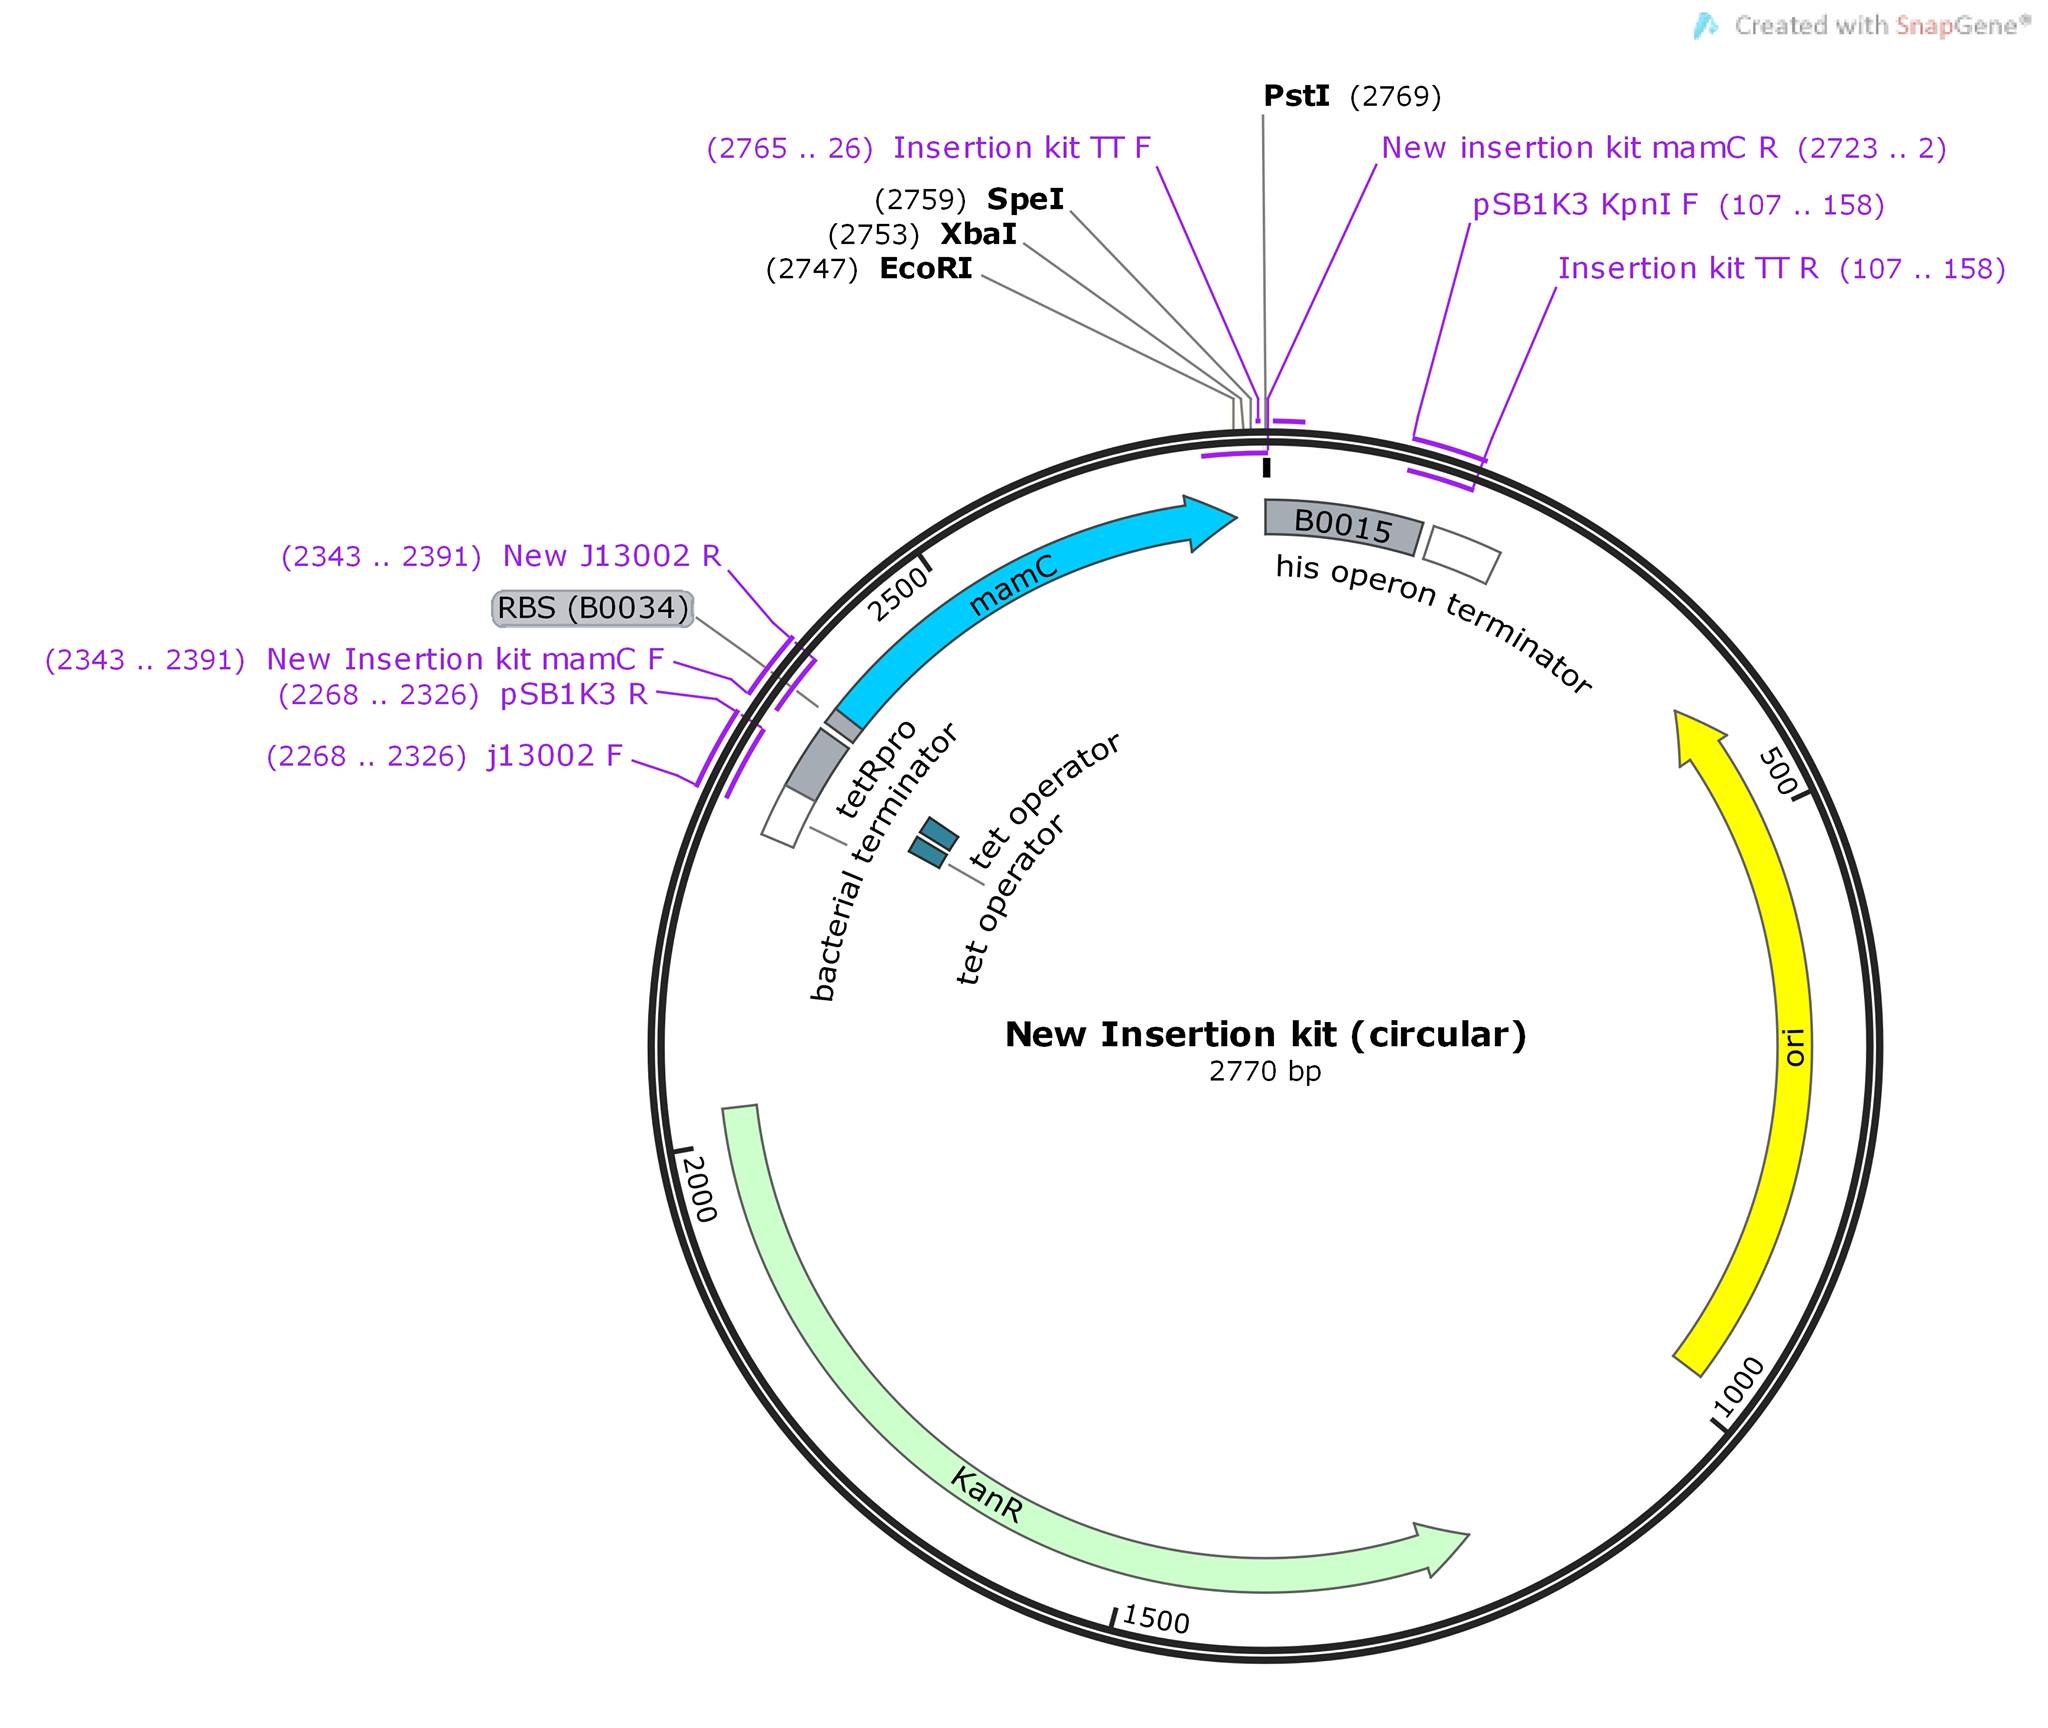 Created with SnapGene®
PstI (2769)
(2765 .. 26) Insertion kit TT F
New insertion kit mamC R (2723 .. 2)
(2759) SpeI
pSB1K3 KpnI F (107 .. 158)
(2753) XbaI
(2747) EcoRI
Insertion kit TT R (107 .. 158)
B0015
his operon terminator
(2343 .. 2391) New J13002 R
2500
mamC
RBS (B0034)
(2343 .. 2391) New Insertion kit mamC F
(2268 .. 2326) pSB1K3 R
(2268 .. 2326) j13002 F
tetRpro
bacterial terminator
tet operator
tet operator
500
New Insertion kit (circular)
2770 bp
ori
2000
1000
KanR
1500